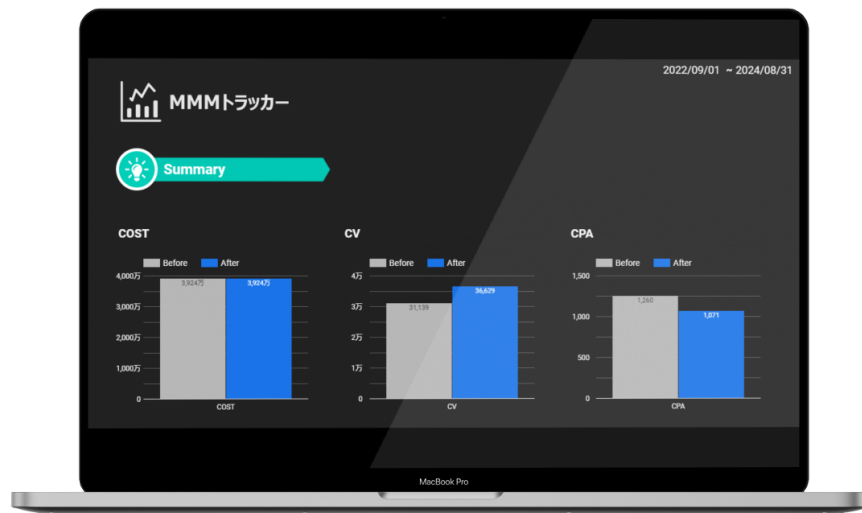 2022/09/01 ~ 2024/08/31
MMMトラッカー
Summary
COST
Before After
4,000万
3,000万
2,000万
1,000万
0
3,924万 3,924万
COST
CV
Before After
4万
3万
2万
1万
0
31,139 36,629
CV
CPA
Before After
1,500
1,000
500
0
1,260 1,071
CPA
MacBook Pro